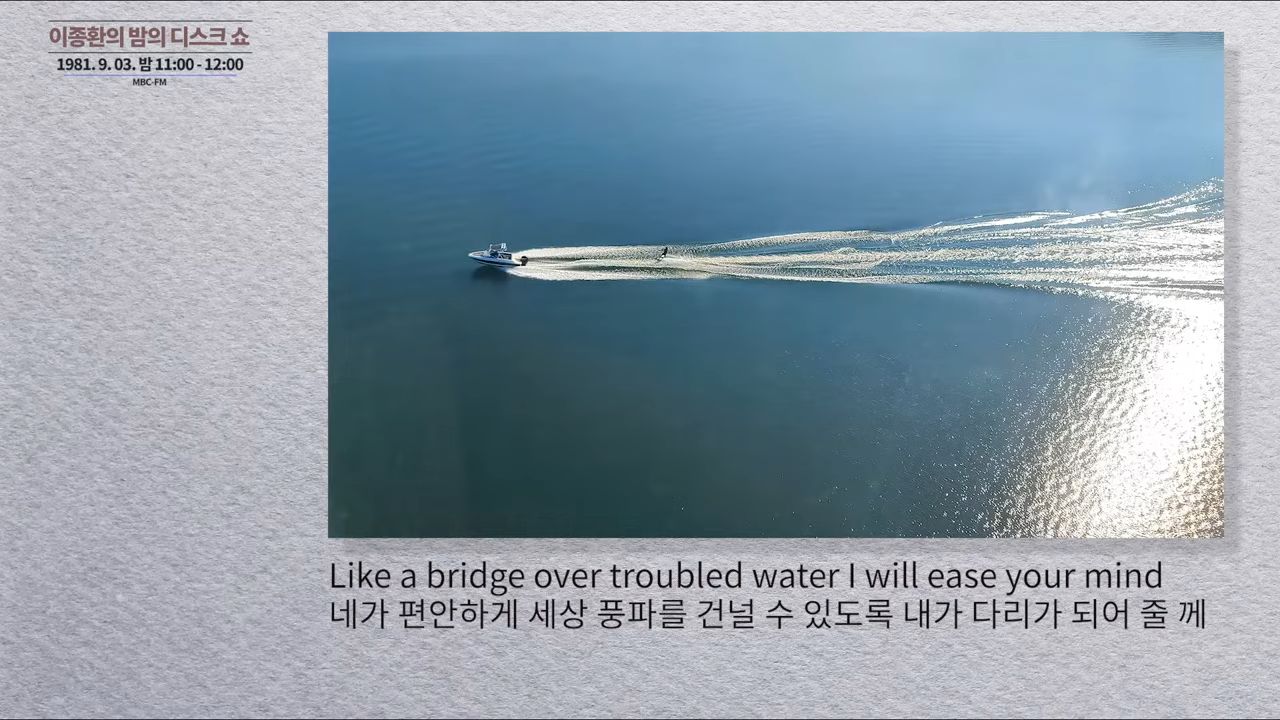 이종환의 밤의 디스크 쇼
1981. 9. 03. 밤 11:00 - 12:00
MBC-FM
Like a bridge over troubled water I will ease your mind
네가 편안하게 세상 풍파를 건널 수 있도록 내가 다리가 되어 줄 께